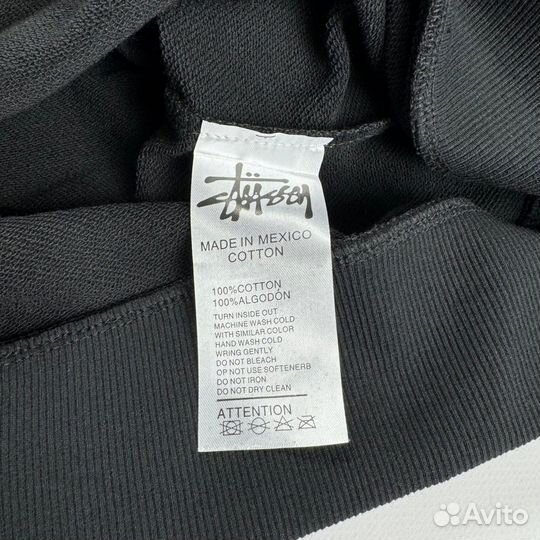 Stüssy
MADE IN MEXICO
COTTON
100%COTTON
100%ALGODÓN
TURN INSIDE OUT
MACHINE WASH COLD
WITH SIMILAR COLOR
HAND WASH COLD
WRING GENTLY
DO NOT BLEACH
OP NOT USE SOFTENERB
DO NOT IRON
DO NOT DRY CLEAN
ATTENTION
Avito